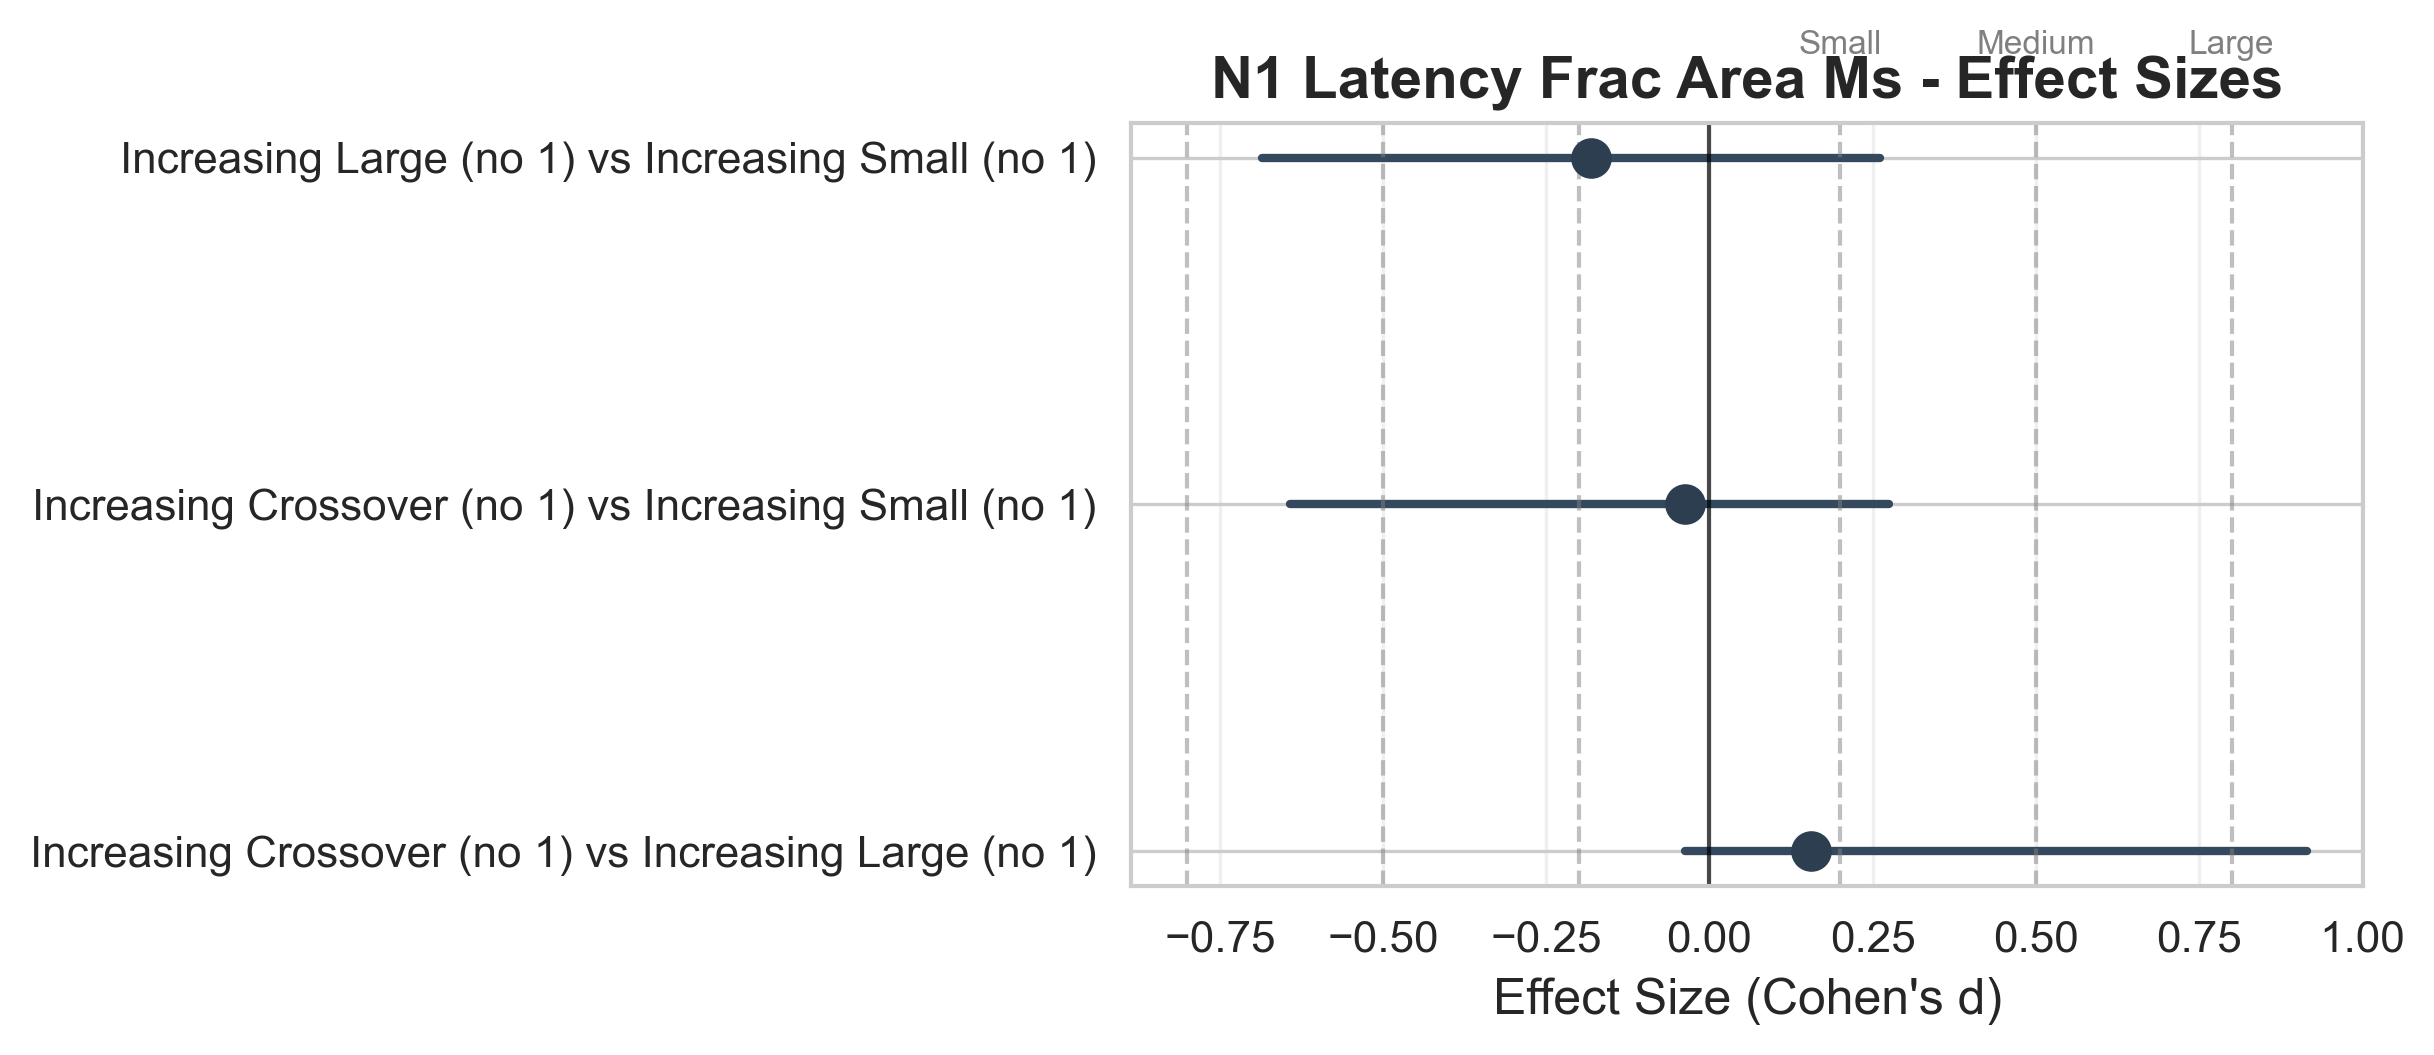 Small Medium Large
N1 Latency Frac Area Ms - Effect Sizes
Increasing Large (no 1) vs Increasing Small (no 1)
Increasing Crossover (no 1) vs Increasing Small (no 1)
Increasing Crossover (no 1) vs Increasing Large (no 1)
−0.75 −0.50 −0.25 0.00 0.25 0.50 0.75 1.00
Effect Size (Cohen's d)